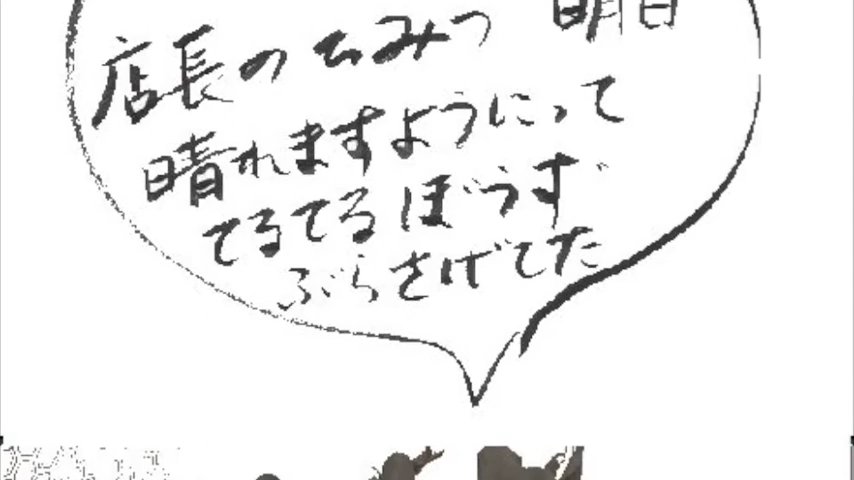 店長のひみつ 明日
晴れますようにって
てるてるぼうず
ぶらさげてた